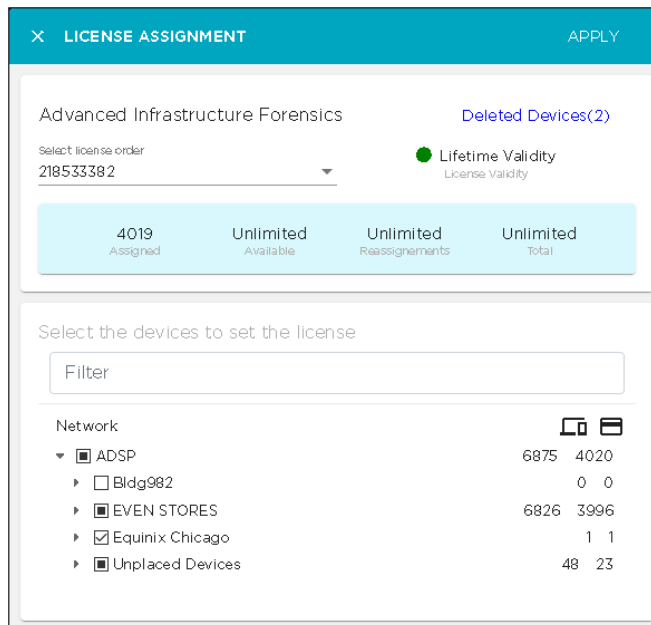 LICENSE ASSIGNMENT APPLY
Advanced Infrastructure Forensics Deleted Devices(2)
Select license order
218533382
Lifetime Validity
License Validity
4019 Unlimited Unlimited Unlimited
Assigned Available Reassignements Total
Select the devices to set the license
Filter
Network
ADSP 6875 4020
Bldg982 0 0
EVEN STORES 6826 3996
Equinix Chicago 1 1
Unplaced Devices 48 23